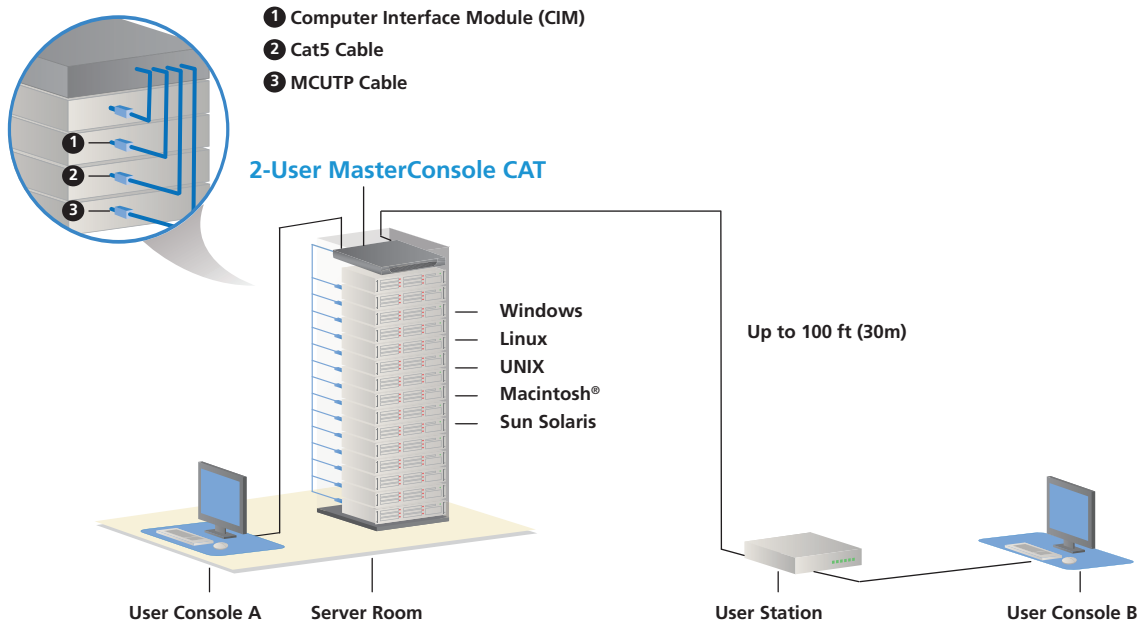 1 Computer Interface Module (CIM)
2 Cat5 Cable
3 MCUTP Cable
1
2
3
2-User MasterConsole CAT
Windows
Linux
UNIX
Macintosh®
Sun Solaris
Up to 100 ft (30m)
User Console A
Server Room
User Station
User Console B